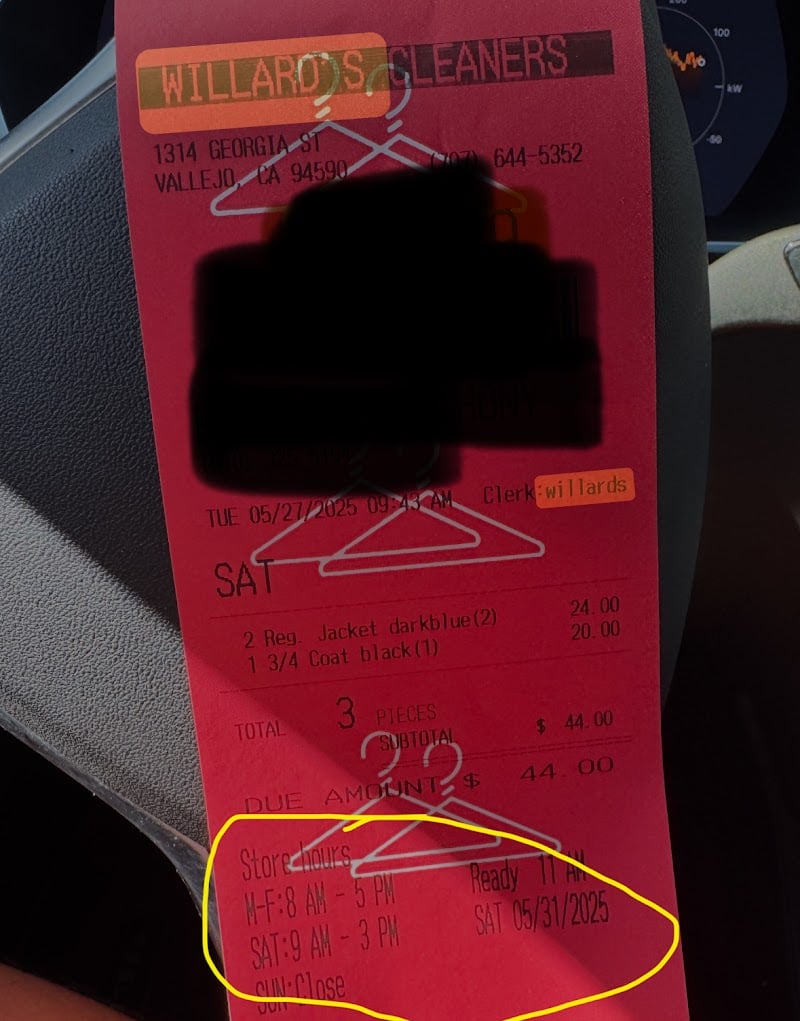 WILLARD'S CLEANERS
1314 GEORGIA ST
VALLEJO, CA 94590 (707) 644-5352
TUE 05/27/2025 09:43 AM Clerk:willards
SAT
2 Reg. Jacket darkblue(2) 24.00
1 3/4 Coat black(1) 20.00
TOTAL 3 PIECES
SUBTOTAL $ 44.00
DUE AMOUNT $ 44.00
Store hours
M-F:8 AM - 5 PM Ready 11 AM
SAT:9 AM - 3 PM SAT 05/31/2025
SUN:Close
100
kW
-50